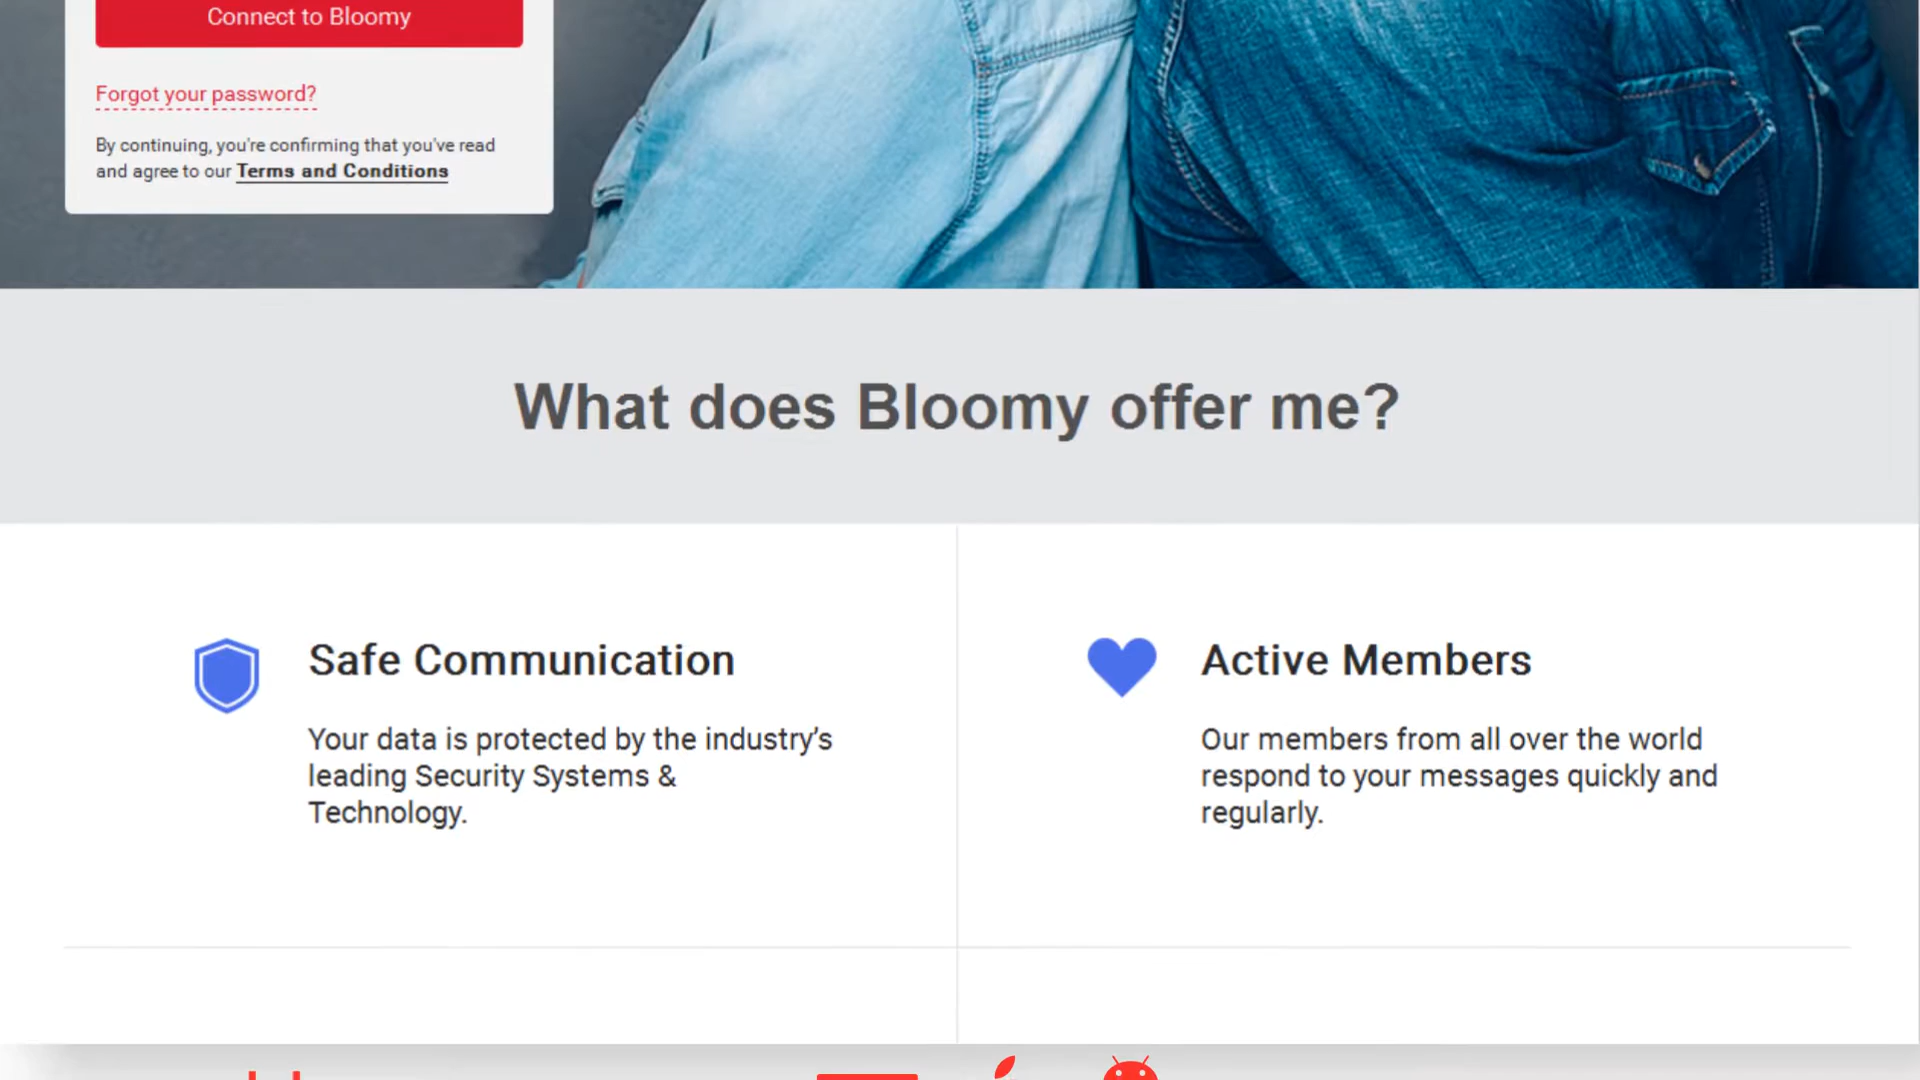 Connect to Bloomy
Forgot your password?
By continuing, you're confirming that you've read
and agree to our Terms and Conditions
What does Bloomy offer me?
Safe Communication
Your data is protected by the industry’s
leading Security Systems &
Technology.
Active Members
Our members from all over the world
respond to your messages quickly and
regularly.